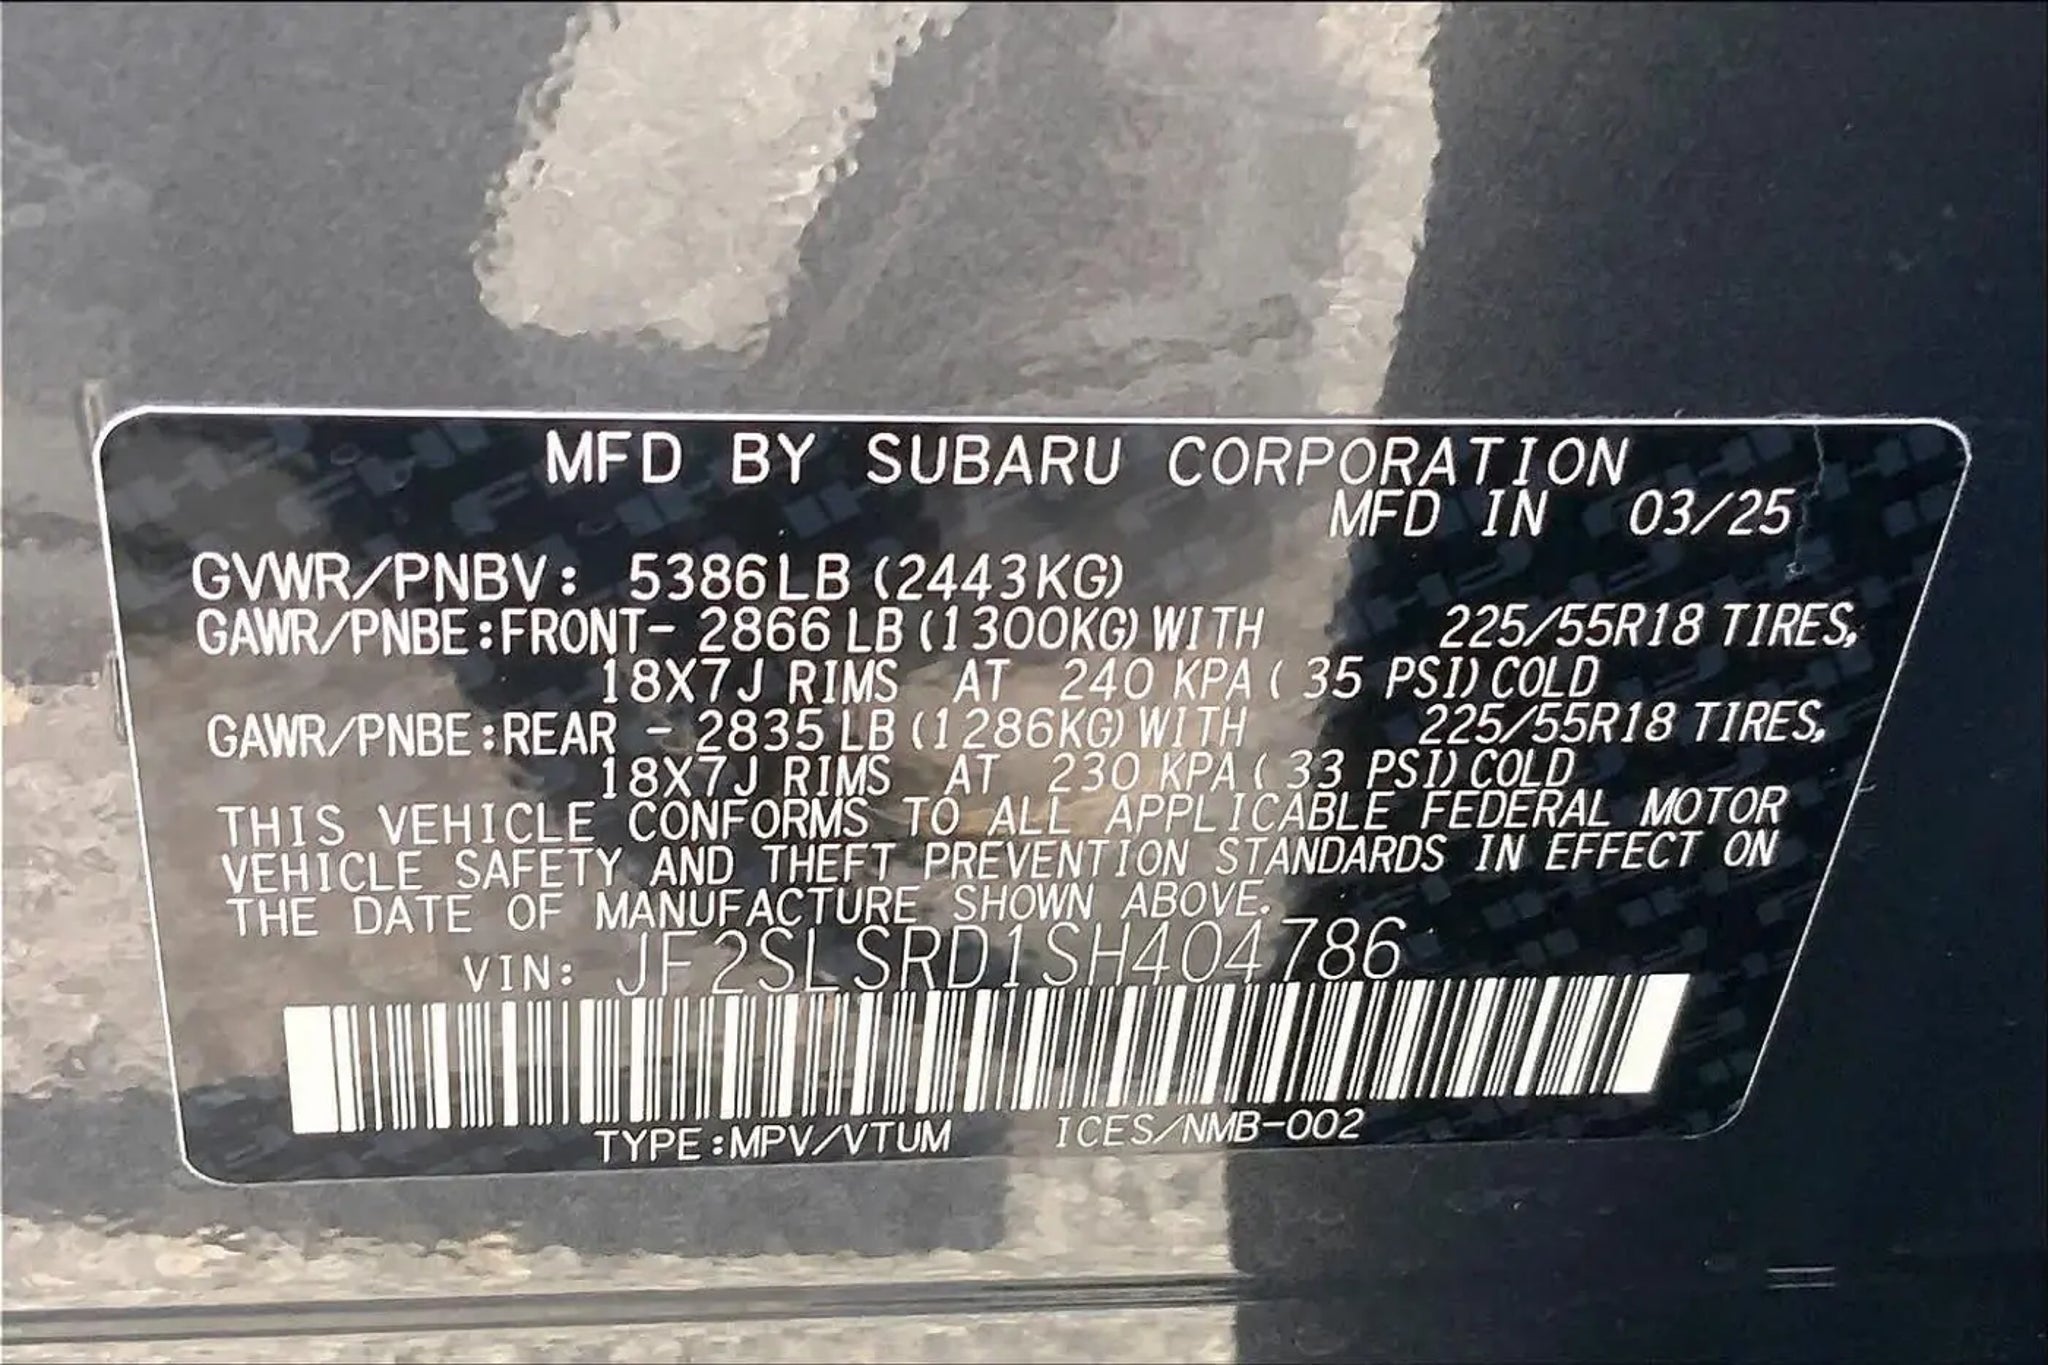 MFD BY SUBARU CORPORATION
MFD IN 03/25
GVWR/PNBV: 5386LB (2443KG)
GAWR/PNBE:FRONT- 2866 LB (1300KG) WITH 225/55R18 TIRES,
18X7J RIMS AT 240 KPA ( 35 PSI) COLD
GAWR/PNBE:REAR - 2835 LB (1286KG) WITH 225/55R18 TIRES,
18X7J RIMS AT 230 KPA ( 33 PSI) COLD
THIS VEHICLE CONFORMS TO ALL APPLICABLE FEDERAL MOTOR
VEHICLE SAFETY AND THEFT PREVENTION STANDARDS IN EFFECT ON
THE DATE OF MANUFACTURE SHOWN ABOVE.
VIN: JF2SLSRD1SH404786
TYPE:MPV/VTUM ICES/NMB-002